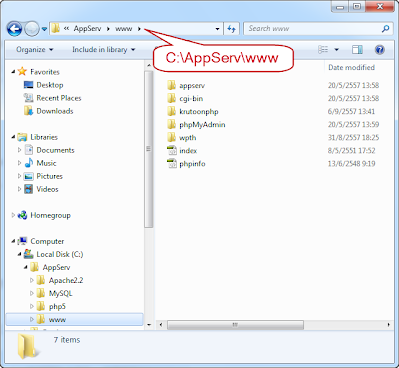 « AppServ ▸ www ▸
Search www
C:\AppServ\www
Organize
Include in library
»
Date modified
Favorites
Desktop
Recent Places
Downloads
Libraries
Documents
Music
Pictures
Videos
Homegroup
Computer
Local Disk (C:)
AppServ
Apache2.2
MySQL
php5
www
appserv 20/5/2557 13:58
cgi-bin 20/5/2557 13:58
krutoonphp 6/9/2557 13:41
phpMyAdmin 20/5/2557 13:59
wpth 31/8/2557 18:25
index 8/5/2551 17:52
phpinfo 13/6/2548 9:19
7 items